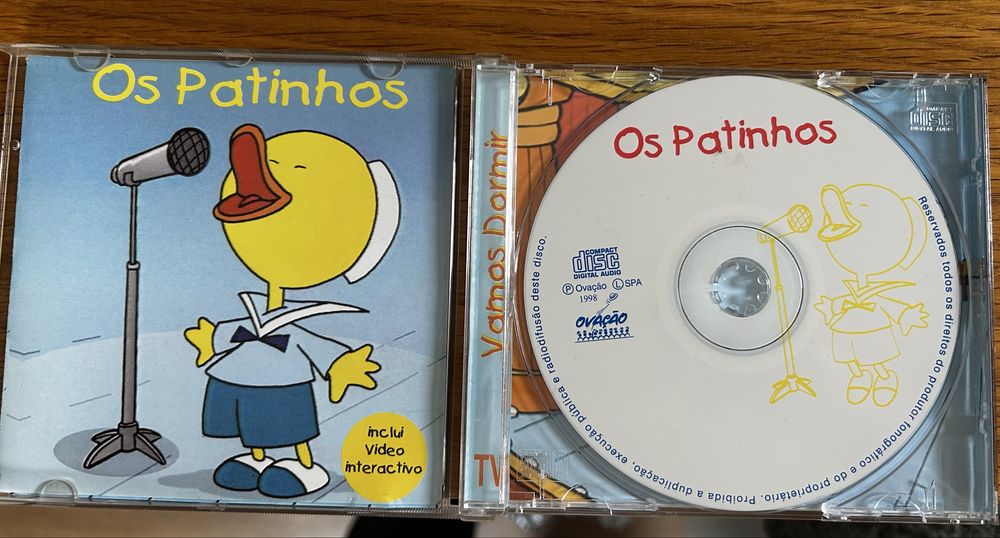 Os Patinhos
inclui
Vídeo
interactivo
Vamos Dormir
TV
Os Patinhos
COMPACT
disc
DIGITAL AUDIO
Ⓟ Ovação Ⓛ SPA
1998
OVAÇÃO
Reservados todos os direitos do produtor fonográfico e do proprietário. Proibida a duplicação, execução pública e radiodifusão deste disco.
COMPACT
disc
DIGITAL AUDIO